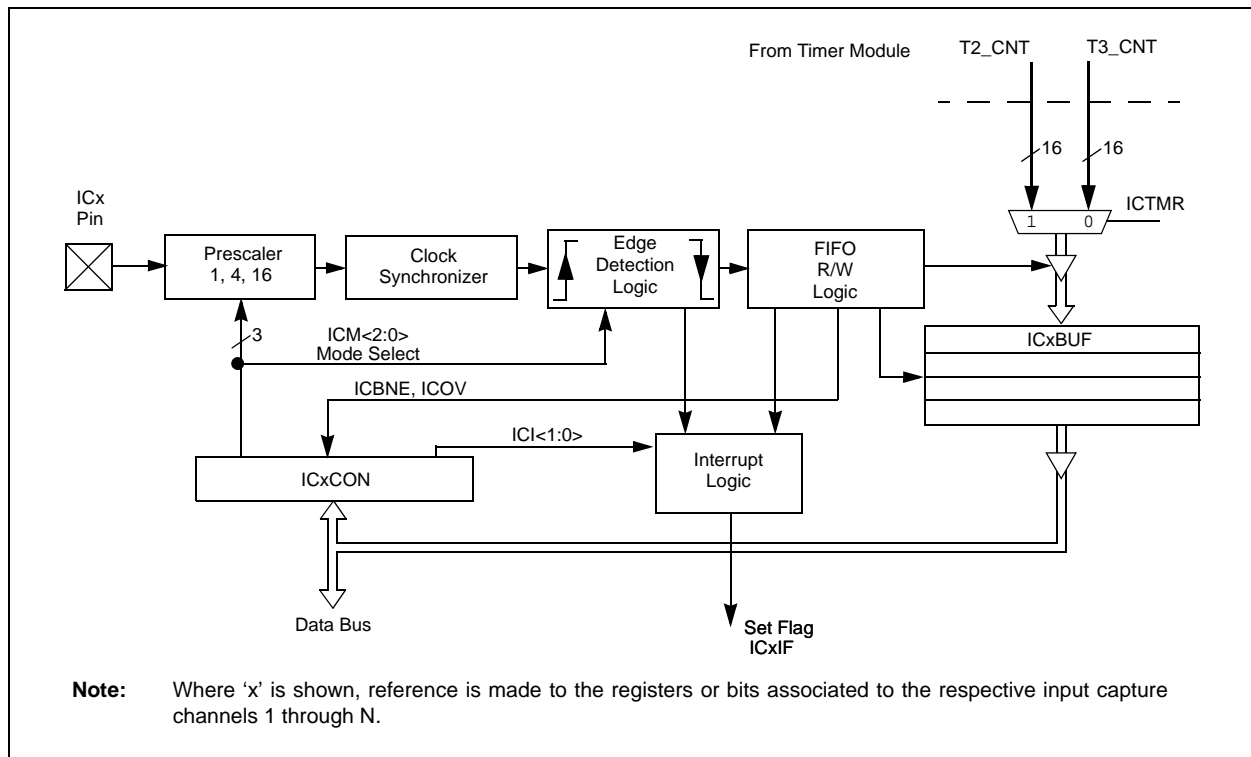 From Timer Module
T2_CNT
T3_CNT
16
16
ICx
Pin
1 0
ICTMR
Prescaler
1, 4, 16
Clock
Synchronizer
Edge
Detection
Logic
FIFO
R/W
Logic
3
ICM<2:0>
Mode Select
ICxBUF
ICBNE, ICOV
ICI<1:0>
Interrupt
Logic
ICxCON
Data Bus
Set Flag
ICxIF
Note: Where ‘x’ is shown, reference is made to the registers or bits associated to the respective input capture
channels 1 through N.